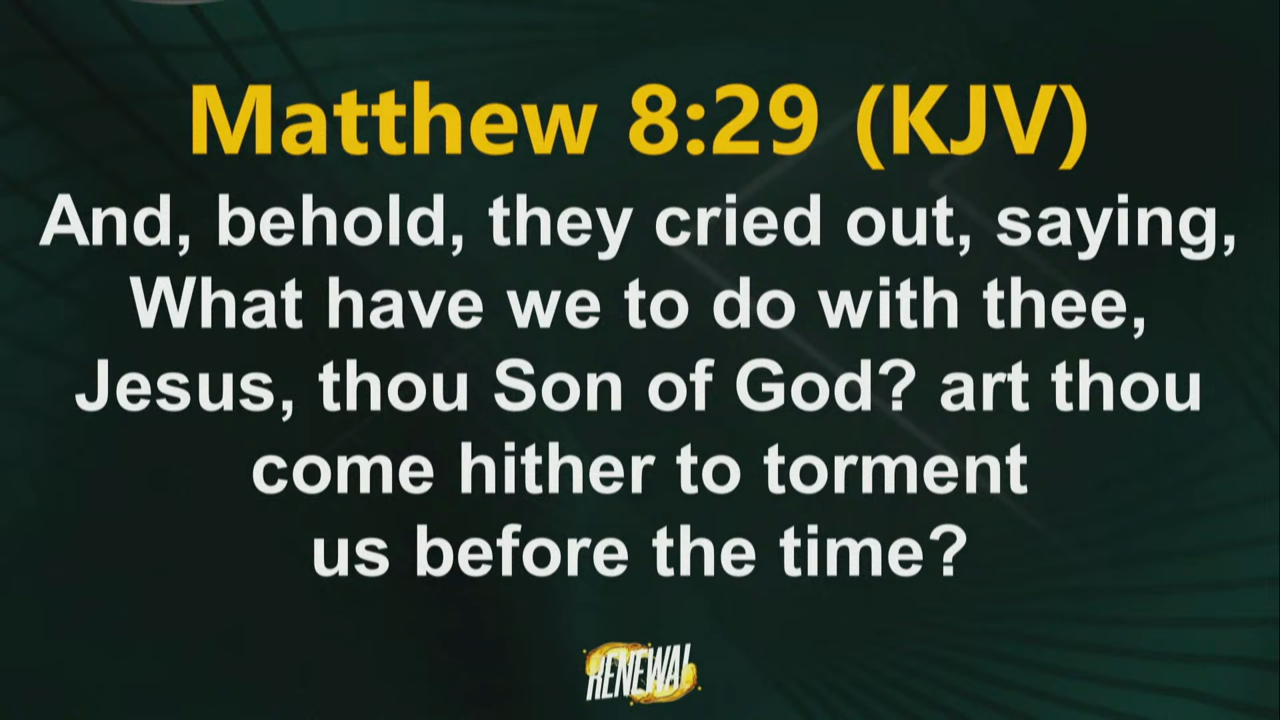 Matthew 8:29 (KJV)
And, behold, they cried out, saying,
What have we to do with thee,
Jesus, thou Son of God? art thou
come hither to torment
us before the time?
RENEWAL